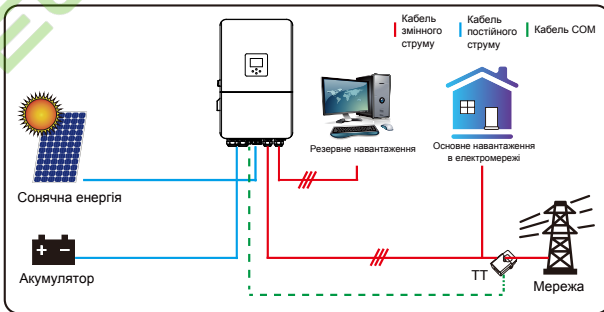 Кабель
змінного
струму
Кабель
постійного
струму
Кабель COM
Резервне навантаження
Основне навантаження
в електромережі
Сонячна енергія
+ −
Акумулятор
ТТ
Мережа